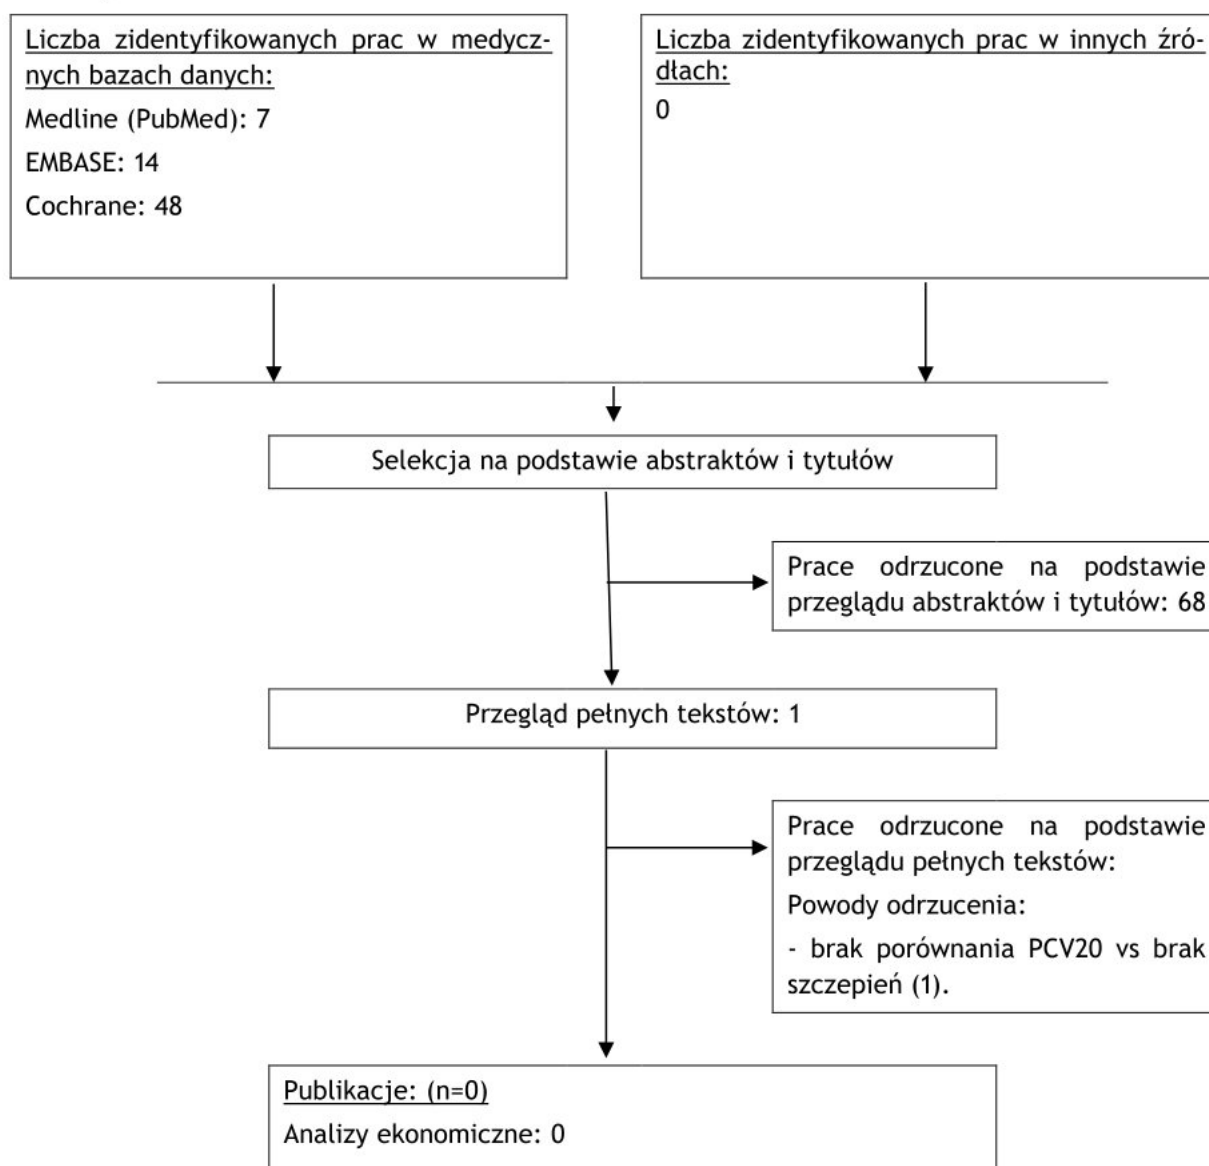 Liczba zidentyfikowanych prac w medycz-
nych bazach danych:
Medline (PubMed): 7
EMBASE: 14
Cochrane: 48
Liczba zidentyfikowanych prac w innych źró-
dłach:
0
Selekcja na podstawie abstraktów i tytułów
Prace odrzucone na podstawie
przeglądu abstraktów i tytułów: 68
Przegląd pełnych tekstów: 1
Prace odrzucone na podstawie
przeglądu pełnych tekstów:
Powody odrzucenia:
- brak porównania PCV20 vs brak
szczepień (1).
Publikacje: (n=0)
Analizy ekonomiczne: 0